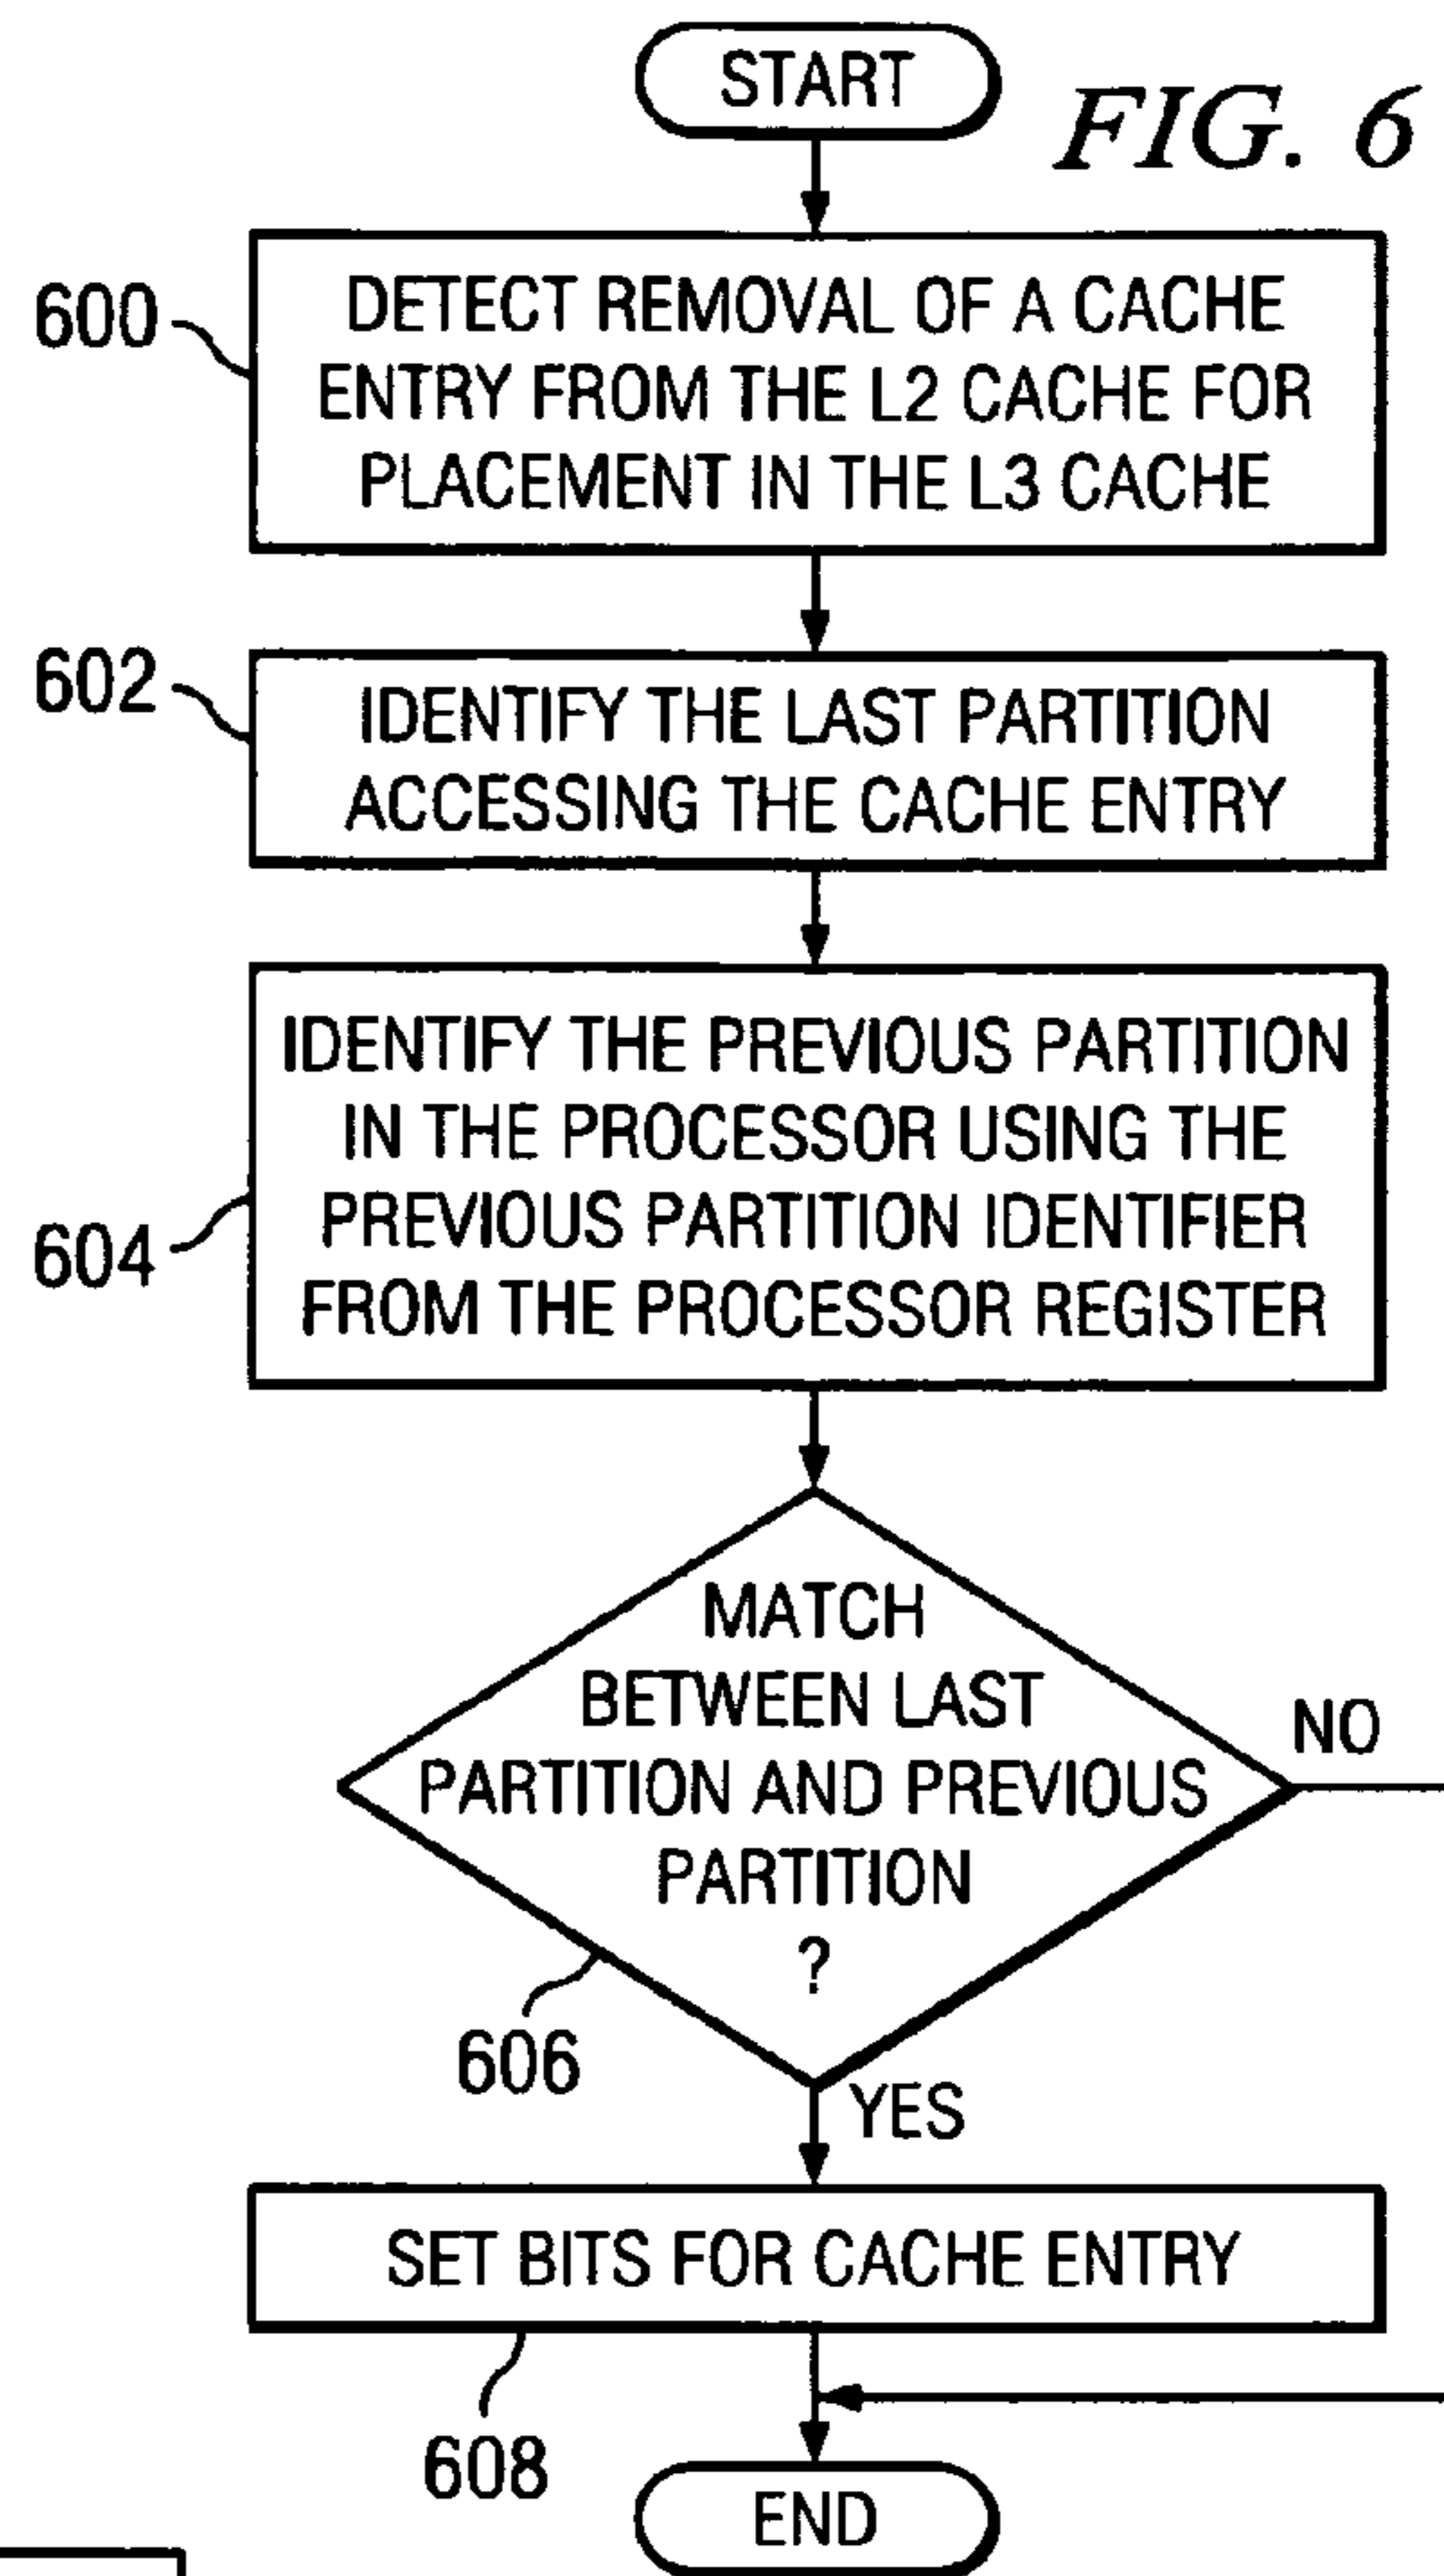 START
FIG. 6
600
DETECT REMOVAL OF A CACHE
ENTRY FROM THE L2 CACHE FOR
PLACEMENT IN THE L3 CACHE
602
IDENTIFY THE LAST PARTITION
ACCESSING THE CACHE ENTRY
604
IDENTIFY THE PREVIOUS PARTITION
IN THE PROCESSOR USING THE
PREVIOUS PARTITION IDENTIFIER
FROM THE PROCESSOR REGISTER
MATCH
BETWEEN LAST
PARTITION AND PREVIOUS
PARTITION
?
NO
606
YES
SET BITS FOR CACHE ENTRY
608
END